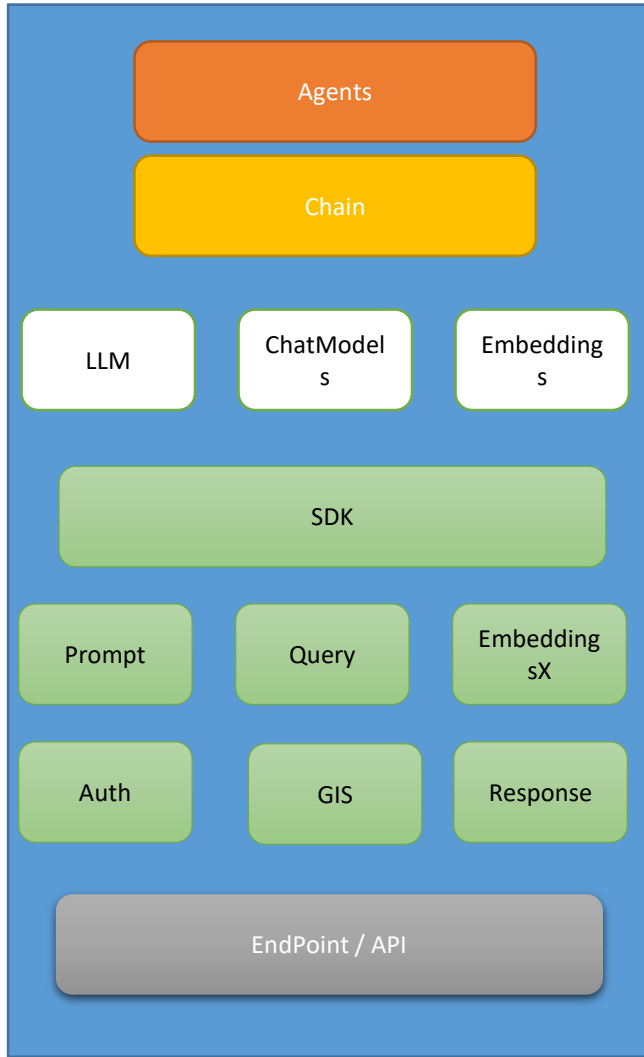 Agents
Chain
LLM
ChatModel
s
Embedding
s
SDK
Prompt
Query
Embedding
sX
Auth
GIS
Response
EndPoint / API